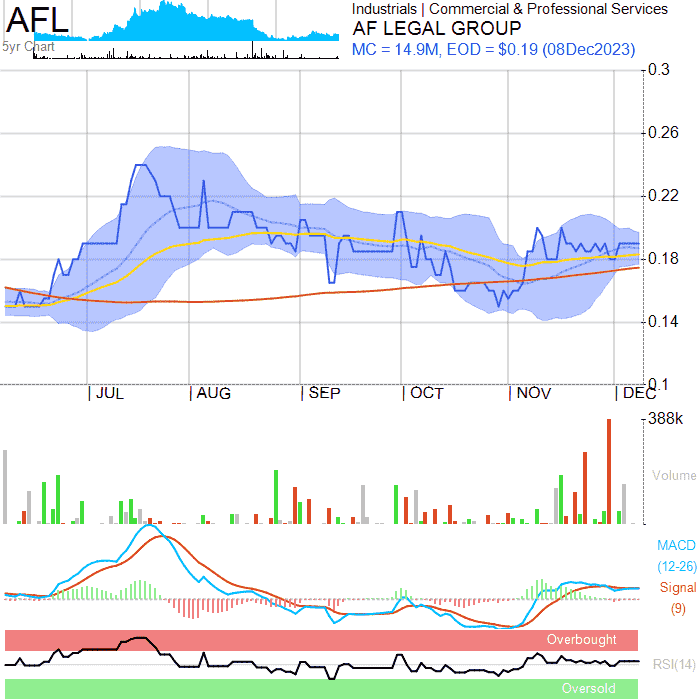 AFL
5yr Chart
Industrials | Commercial & Professional Services
AF LEGAL GROUP
MC = 14.9M, EOD = $0.19 (08Dec2023)
0.3
0.26
0.22
0.18
0.14
0.1
JUL AUG SEP OCT NOV DEC
388k
Volume
MACD
(12-26)
Signal
(9)
Overbought
RSI(14)
Oversold